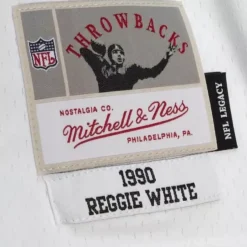 THROWBACKS
NFL
NOSTALGIA CO.
Mitchell & Ness
PHILADELPHIA, PA.
NFL LEGACY
1990
REGGIE WHITE